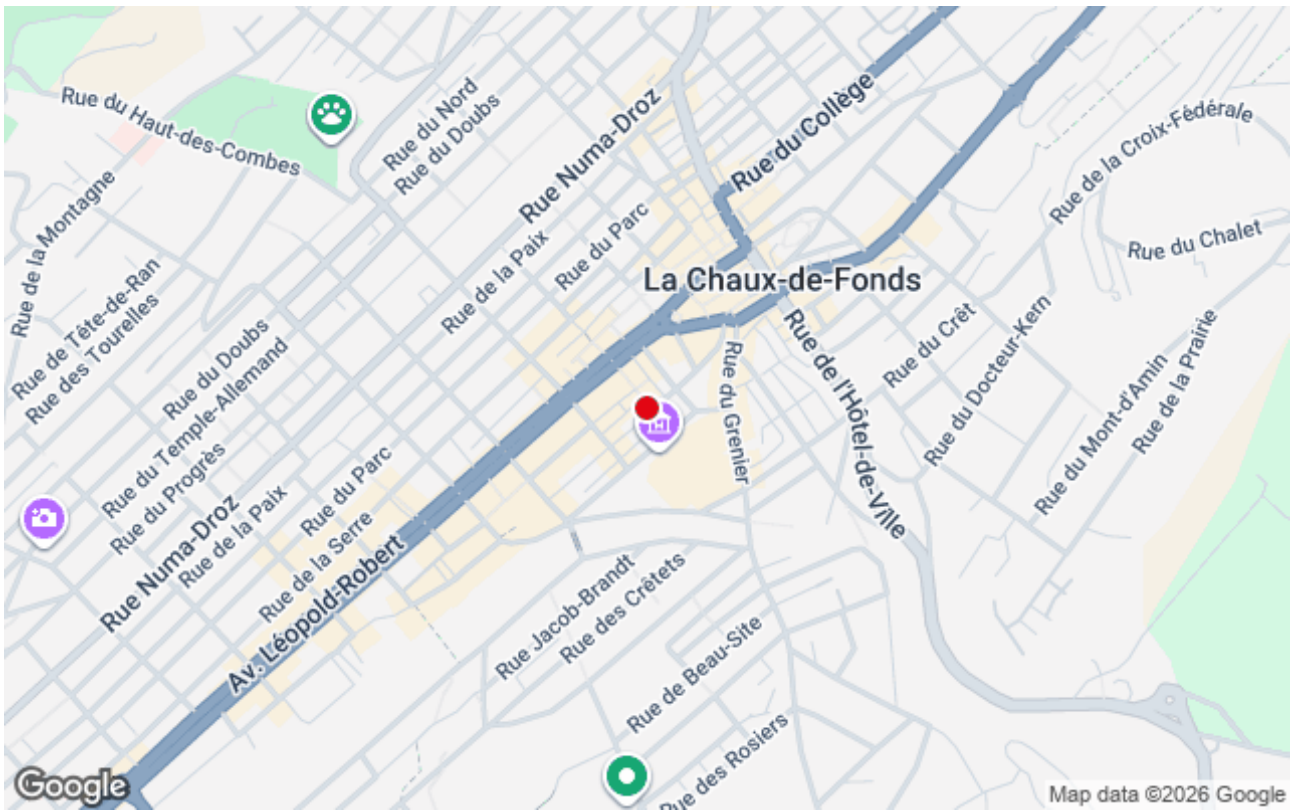 Rue du Haut-des-Combes
Rue du Nord
Rue du Doubs
Rue Numa-Droz
Rue du Collège
Rue de la Croix-Fédérale
Rue de la Montagne
Rue du Parc
Rue de la Paix
Rue du Chalet
Rue de Tête-de-Ran
Rue des Tourelles
La Chaux-de-Fonds
Rue du Doubs
Rue du Temple-Allemand
Rue du Progrès
Rue du Crêt
Rue du Docteur-Kern
Rue de l'Hôtel-de-Ville
Rue du Grenier
Rue du Mont-d'Amin
Rue de la Prairie
Rue Numa-Droz
Rue de la Paix
Rue du Parc
Rue de la Serre
Av. Léopold-Robert
Rue Jacob-Brandt
Rue des Crêtets
Rue de Beau-Site
Rue des Rosiers
Google
Map data ©2026 Google